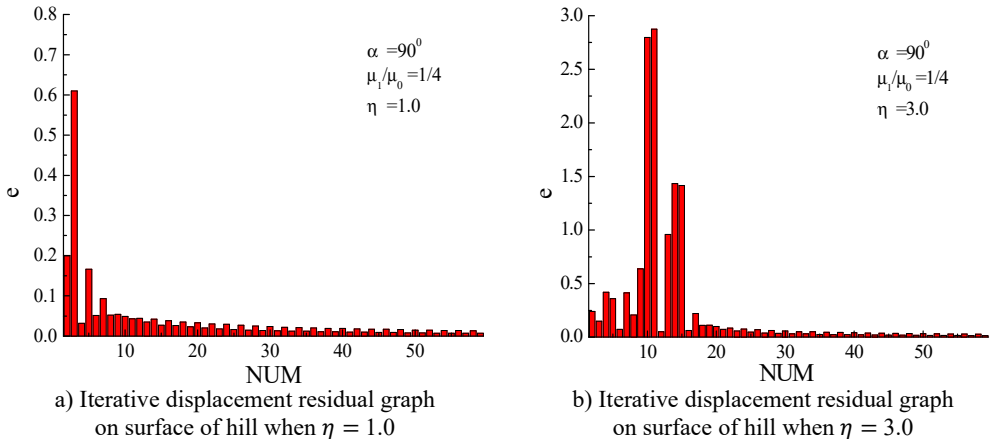 0.8
0.7
0.6
0.5
0.4
0.3
0.2
0.1
0.0
e
α =90⁰
μ₁/μ₀ =1/4
η =1.0
10 20 30 40 50
NUM
a) Iterative displacement residual graph
on surface of hill when η = 1.0
3.0
2.5
2.0
1.5
1.0
0.5
0.0
e
α =90⁰
μ₁/μ₀ =1/4
η =3.0
10 20 30 40 50
NUM
b) Iterative displacement residual graph
on surface of hill when η = 3.0